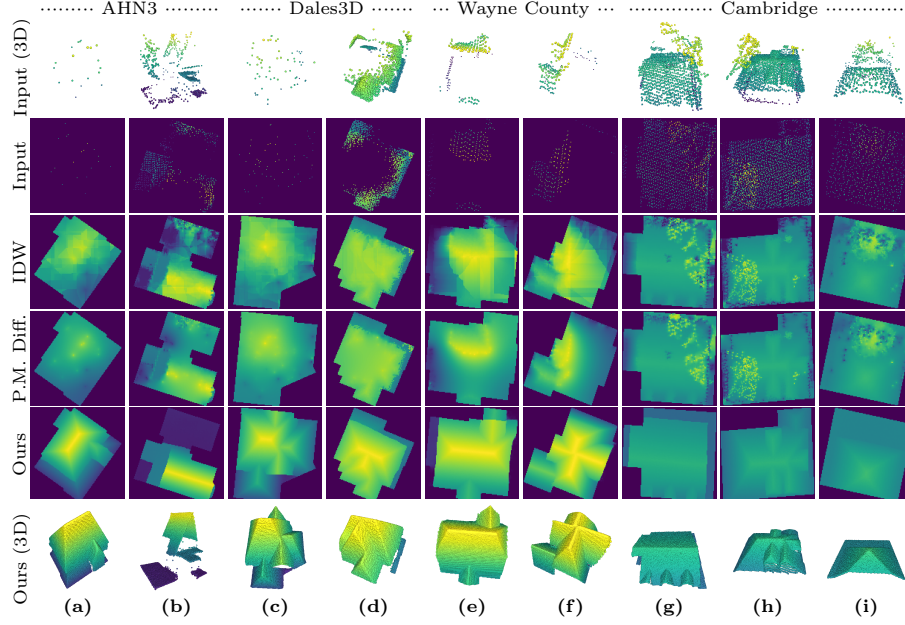 AHN3 Dales3D Wayne County Cambridge
Input (3D)
Input
IDW
P.M. Diff.
Ours
Ours (3D)
(a) (b) (c) (d) (e) (f) (g) (h) (i)